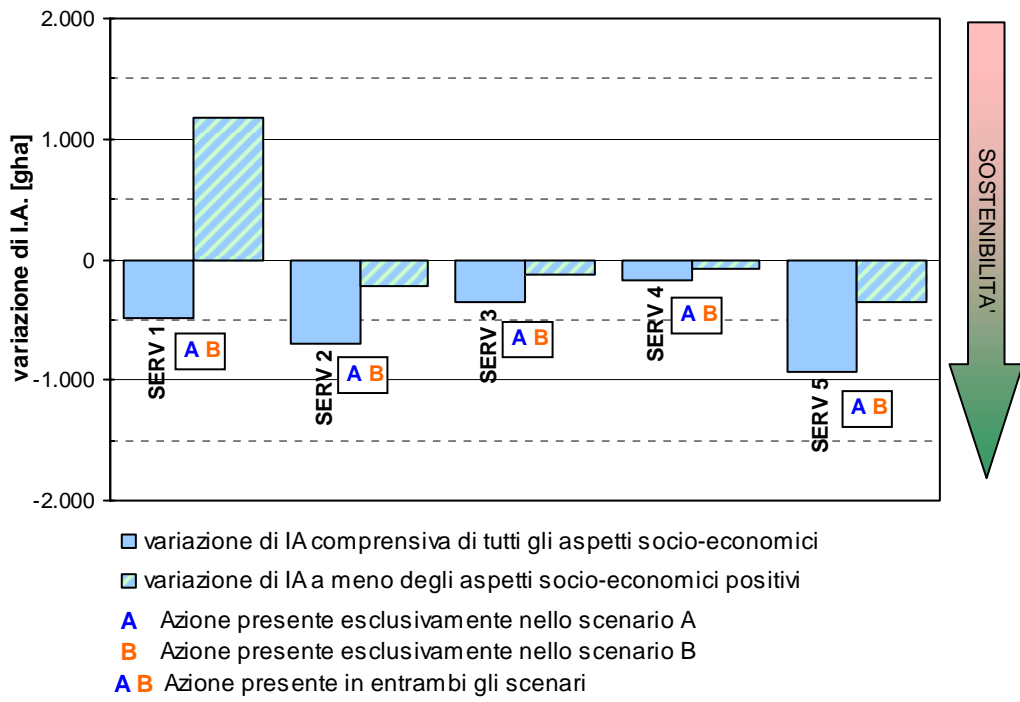 2.000
1.000
0
-1.000
-2.000
variazione di I.A. [gha]
SERV 1
A B
SERV 2
A B
SERV 3
A B
SERV 4
A B
SERV 5
A B
SOSTENIBILITA'
variazione di IA comprensiva di tutti gli aspetti socio-economici
variazione di IA a meno degli aspetti socio-economici positivi
A Azione presente esclusivamente nello scenario A
B Azione presente esclusivamente nello scenario B
A B Azione presente in entrambi gli scenari